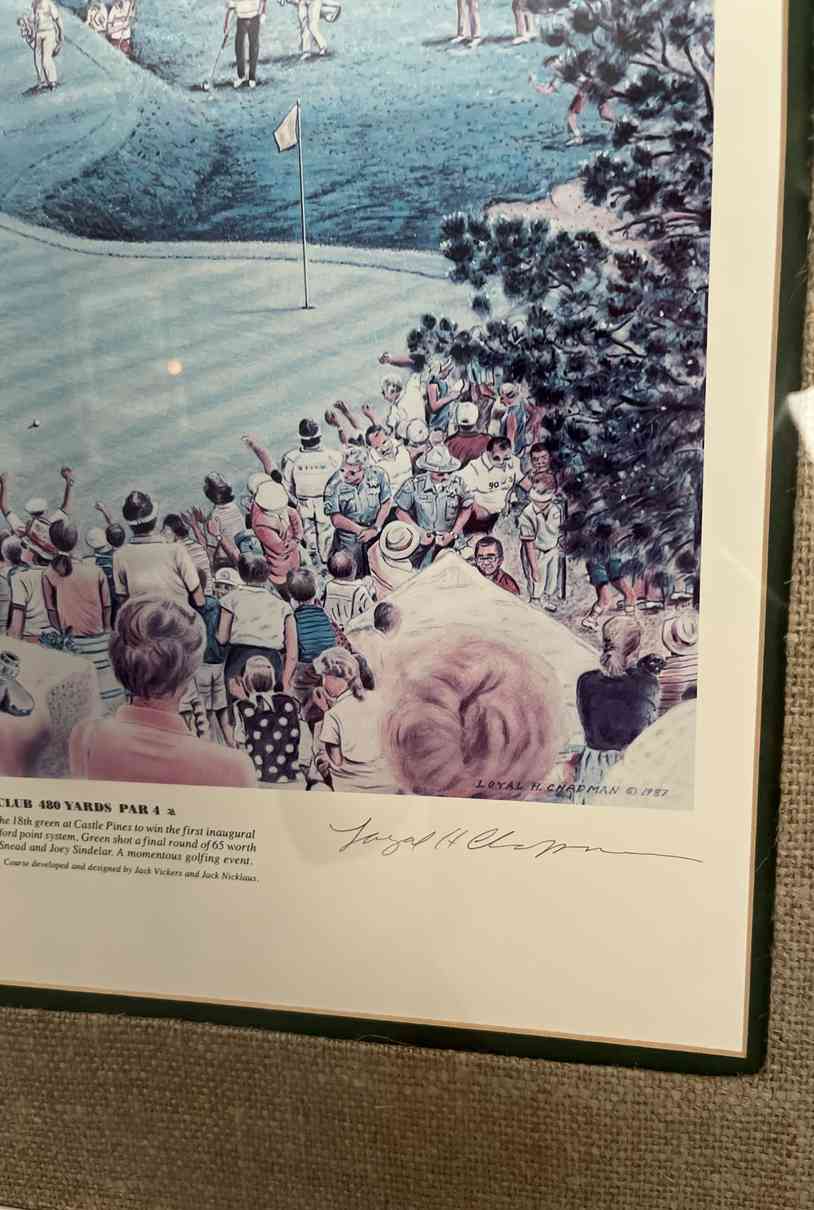 LOYAL H. CHAPMAN © 1987
CLUB 480 YARDS PAR 4
he 18th green at Castle Pines to win the first inaugural
ford point system, Green shot a final round of 65 worth
Snead and Joey Sindelar. A momentous golfing event.
Course developed and designed by Jack Vickers and Jack Nicklaus.
Loyal H Chapman